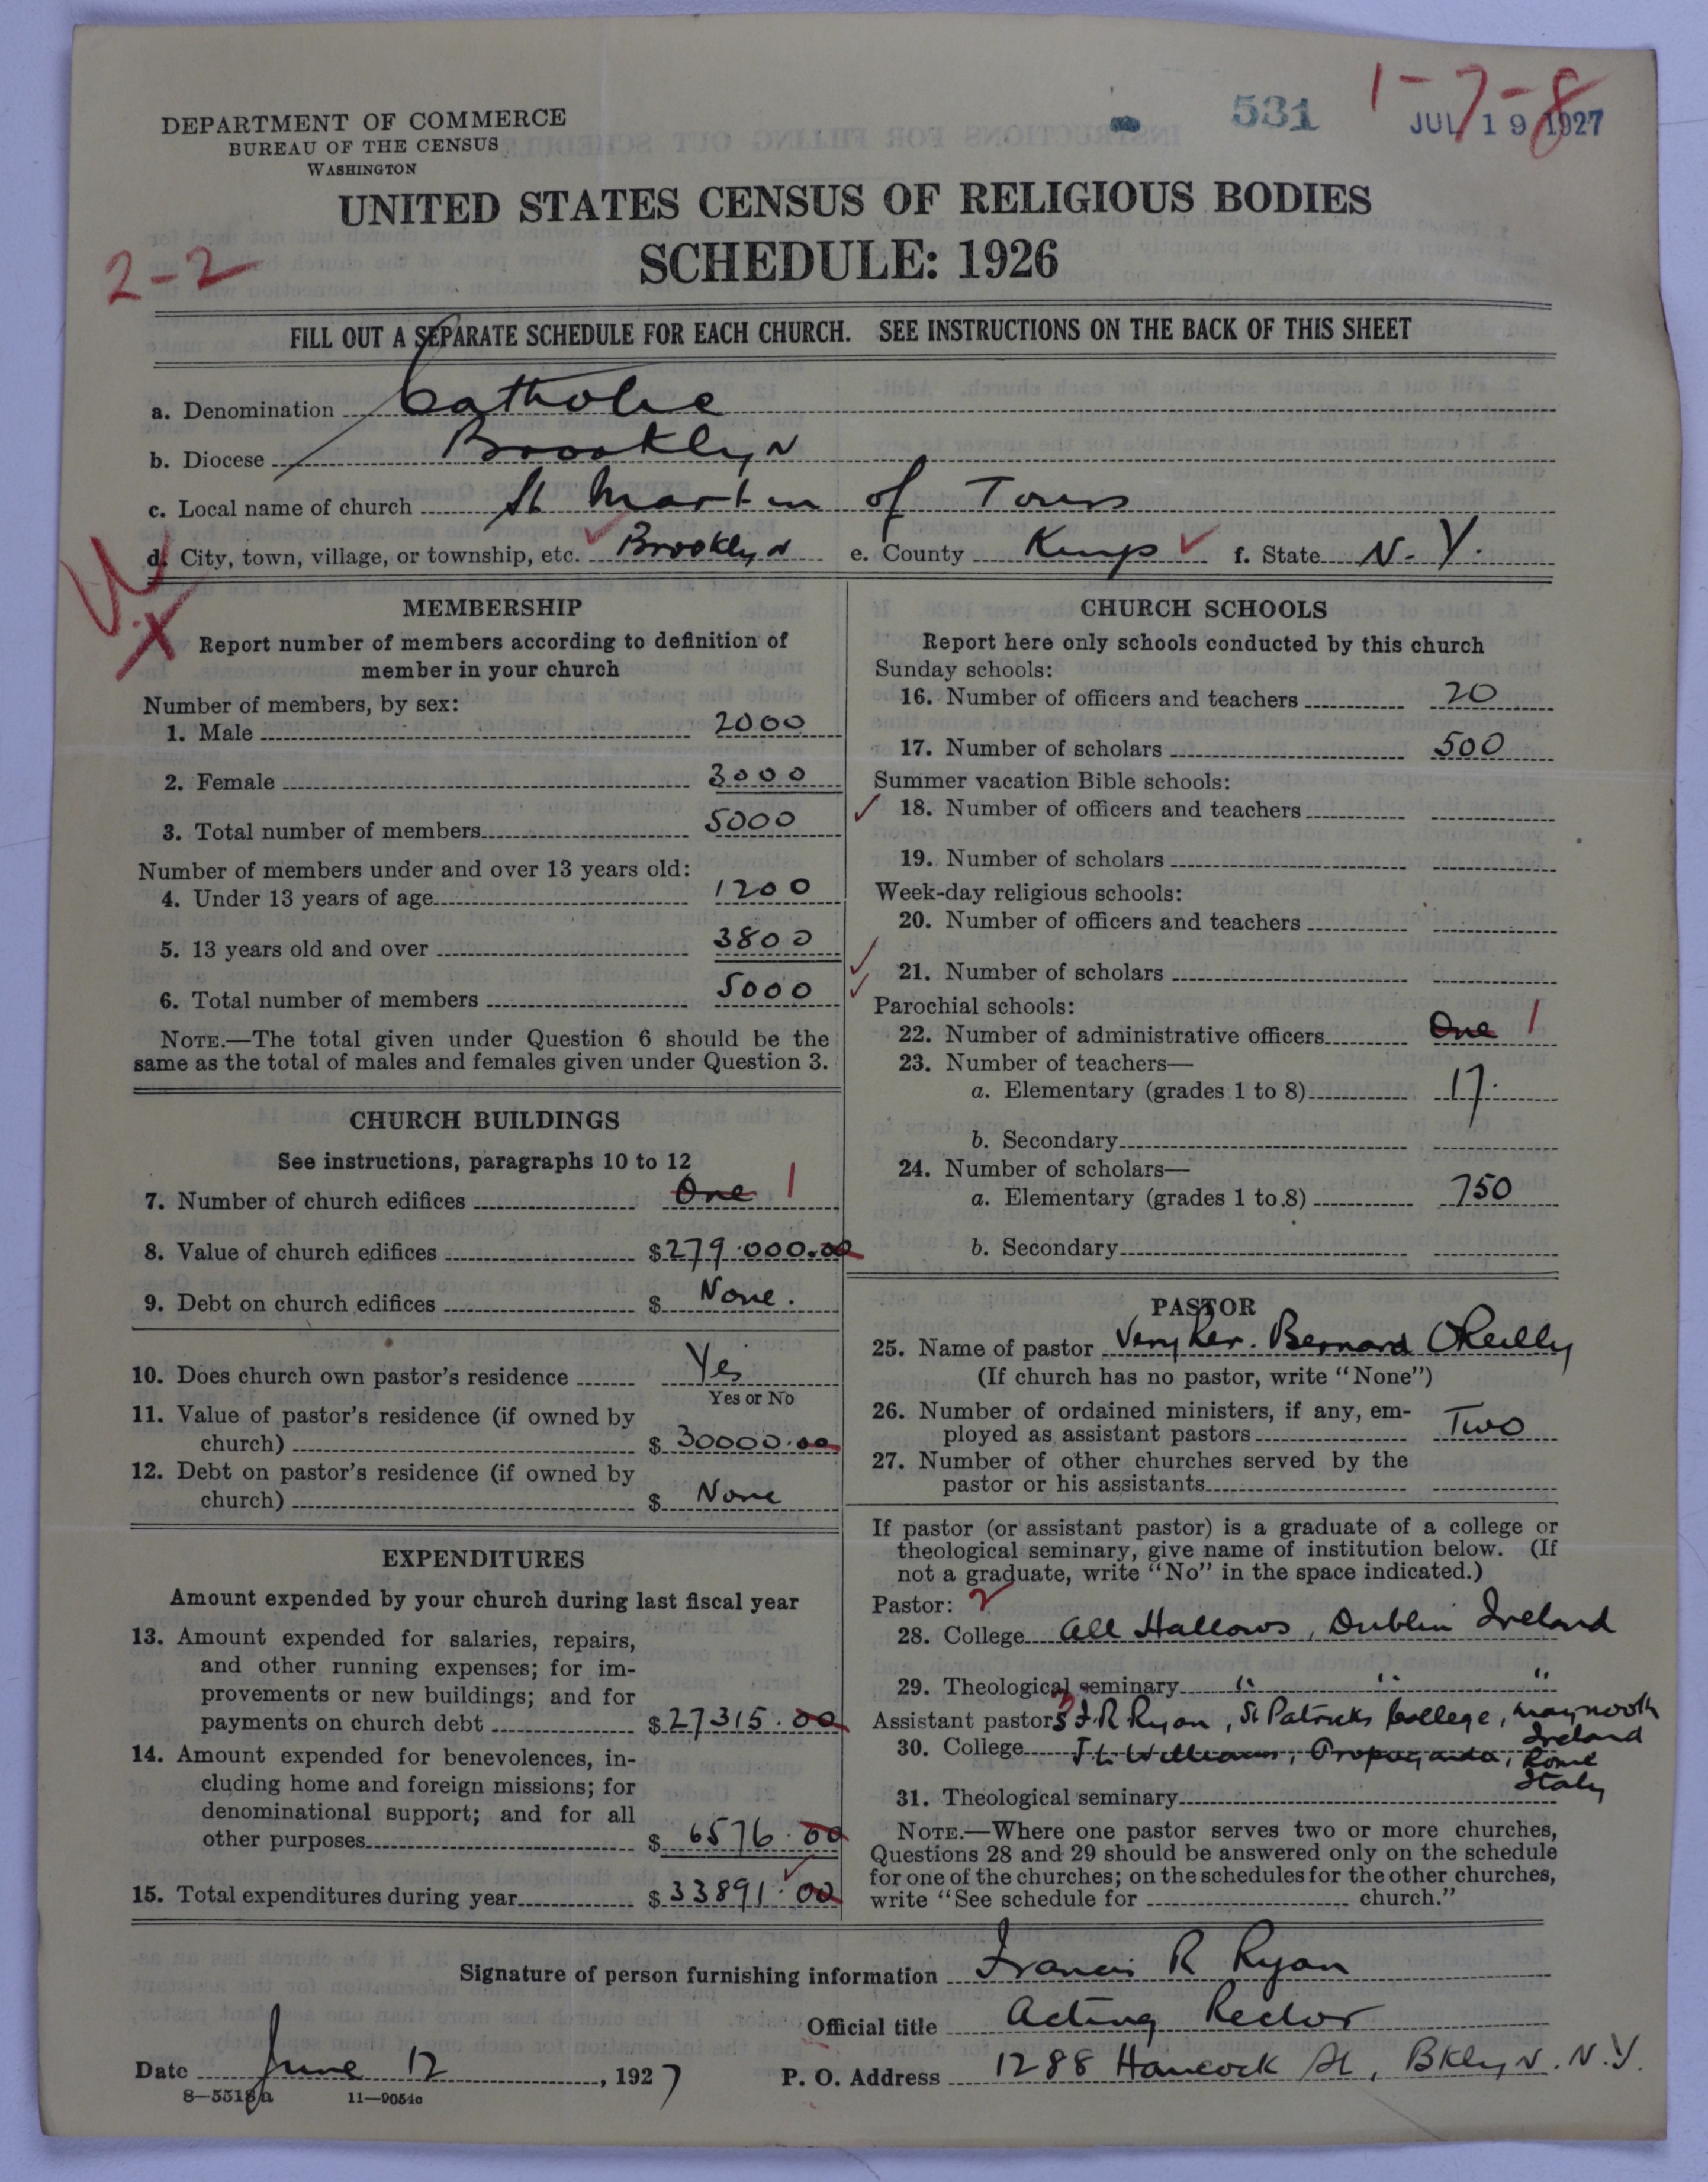 DEPARTMENT OF COMMERCE
BUREAU OF THE CENSUS
WASHINGTON
531
1-7-8
JUL 19 1927
UNITED STATES CENSUS OF RELIGIOUS BODIES
SCHEDULE: 1926
2-2
FILL OUT A SEPARATE SCHEDULE FOR EACH CHURCH. SEE INSTRUCTIONS ON THE BACK OF THIS SHEET
a. Denomination Catholic
b. Diocese Brooklyn
c. Local name of church St Martin of Tours
d. City, town, village, or township, etc. Brooklyn e. County Kings f. State N. Y.
MEMBERSHIP
Report number of members according to definition of
member in your church
Number of members, by sex:
1. Male 2000
2. Female 3000
3. Total number of members 5000
Number of members under and over 13 years old:
4. Under 13 years of age 1200
5. 13 years old and over 3800
6. Total number of members 5000
NOTE.—The total given under Question 6 should be the
same as the total of males and females given under Question 3.
CHURCH BUILDINGS
See instructions, paragraphs 10 to 12
7. Number of church edifices One 1
8. Value of church edifices $279.000.00
9. Debt on church edifices $ None.
10. Does church own pastor's residence Yes
Yes or No
11. Value of pastor's residence (if owned by
church) $ 30000.00
12. Debt on pastor's residence (if owned by
church) $ None
EXPENDITURES
Amount expended by your church during last fiscal year
13. Amount expended for salaries, repairs,
and other running expenses; for im-
provements or new buildings; and for
payments on church debt $27315.00
14. Amount expended for benevolences, in-
cluding home and foreign missions; for
denominational support; and for all
other purposes $ 6576.00
15. Total expenditures during year $33891.00
CHURCH SCHOOLS
Report here only schools conducted by this church
Sunday schools:
16. Number of officers and teachers 20
17. Number of scholars 500
Summer vacation Bible schools:
18. Number of officers and teachers
19. Number of scholars
Week-day religious schools:
20. Number of officers and teachers
21. Number of scholars
Parochial schools:
22. Number of administrative officers One 1
23. Number of teachers—
a. Elementary (grades 1 to 8) 17.
b. Secondary
24. Number of scholars—
a. Elementary (grades 1 to 8) 750
b. Secondary
PASTOR
25. Name of pastor Very Rev. Bernard OReilly
(If church has no pastor, write "None")
26. Number of ordained ministers, if any, em-
ployed as assistant pastors Two
27. Number of other churches served by the
pastor or his assistants
If pastor (or assistant pastor) is a graduate of a college or
theological seminary, give name of institution below. (If
not a graduate, write "No" in the space indicated.)
Pastor: 2
28. College All Hallows, Dublin Ireland
29. Theological seminary " " "
Assistant pastors F. R Ryan, St Patricks College, Maynooth
Ireland
30. College J L Williams, Propaganda, Rome
Italy
31. Theological seminary
NOTE.—Where one pastor serves two or more churches,
Questions 28 and 29 should be answered only on the schedule
for one of the churches; on the schedules for the other churches,
write "See schedule for church."
Signature of person furnishing information Francis R Ryan
Official title Acting Rector
Date June 12, 1927 P. O. Address 1288 Hancock St, Bklyn. N.Y.
8—5518a 11—9054c